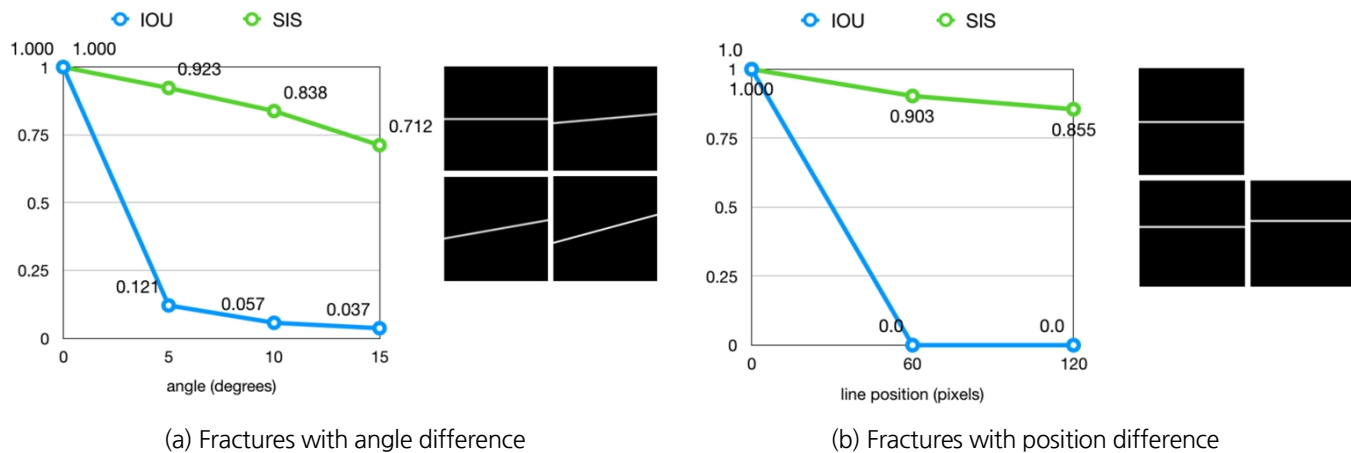 IOU SIS
1.000 1.000
1
0.923
0.838
0.75
0.712
0.5
0.25
0.121
0.057
0.037
0
0 5 10 15
angle (degrees)
(a) Fractures with angle difference
IOU SIS
1.0
1
1.000
0.903
0.855
0.75
0.5
0.25
0.0 0.0
0
0 60 120
line position (pixels)
(b) Fractures with position difference